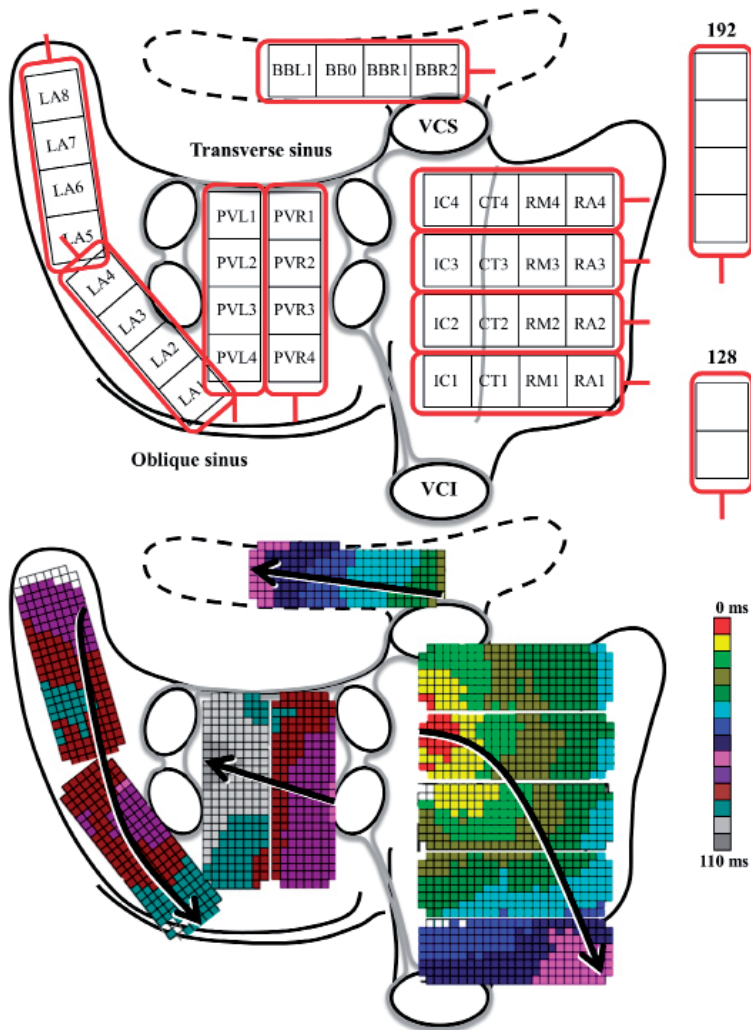 192
BBL1 BB0 BBR1 BBR2
LA8
VCS
LA7
Transverse sinus
LA6
LA5
PVL1 PVR1
IC4 CT4 RM4 RA4
PVL2 PVR2
IC3 CT3 RM3 RA3
LA4
LA3
PVL3 PVR3
IC2 CT2 RM2 RA2
LA2
PVL4 PVR4
128
LA1
IC1 CT1 RM1 RA1
Oblique sinus
VCI
0 ms
110 ms